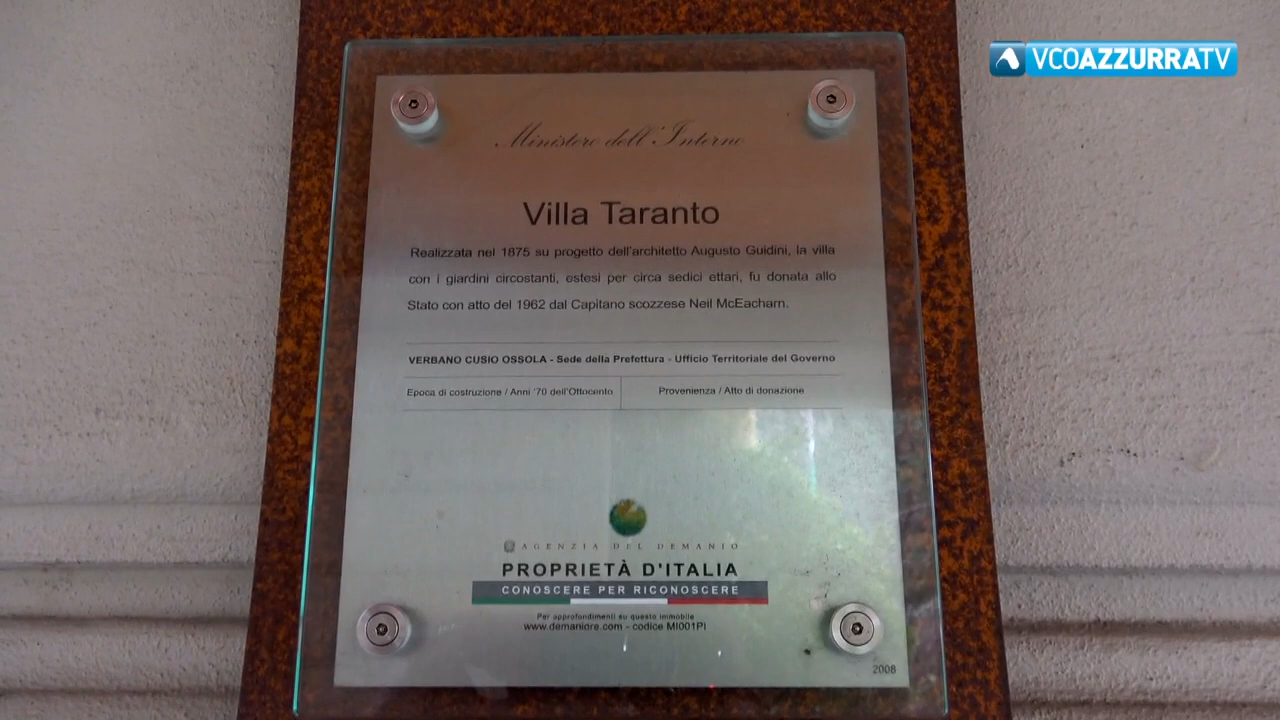 VCOAZZURRATV
Ministero dell'Interno
Villa Taranto
Realizzata nel 1875 su progetto dell'architetto Augusto Guidini, la villa
con i giardini circostanti, estesi per circa sedici ettari, fu donata allo
Stato con atto del 1962 dal Capitano scozzese Neil McEacharn.
VERBANO CUSIO OSSOLA - Sede della Prefettura - Ufficio Territoriale del Governo
Epoca di costruzione / Anni '70 dell'Ottocento
Provenienza / Atto di donazione
AGENZIA DEL DEMANIO
PROPRIETÀ D'ITALIA
CONOSCERE PER RICONOSCERE
Per approfondimenti su questo immobile
www.demaniore.com - codice MI001PI
2008